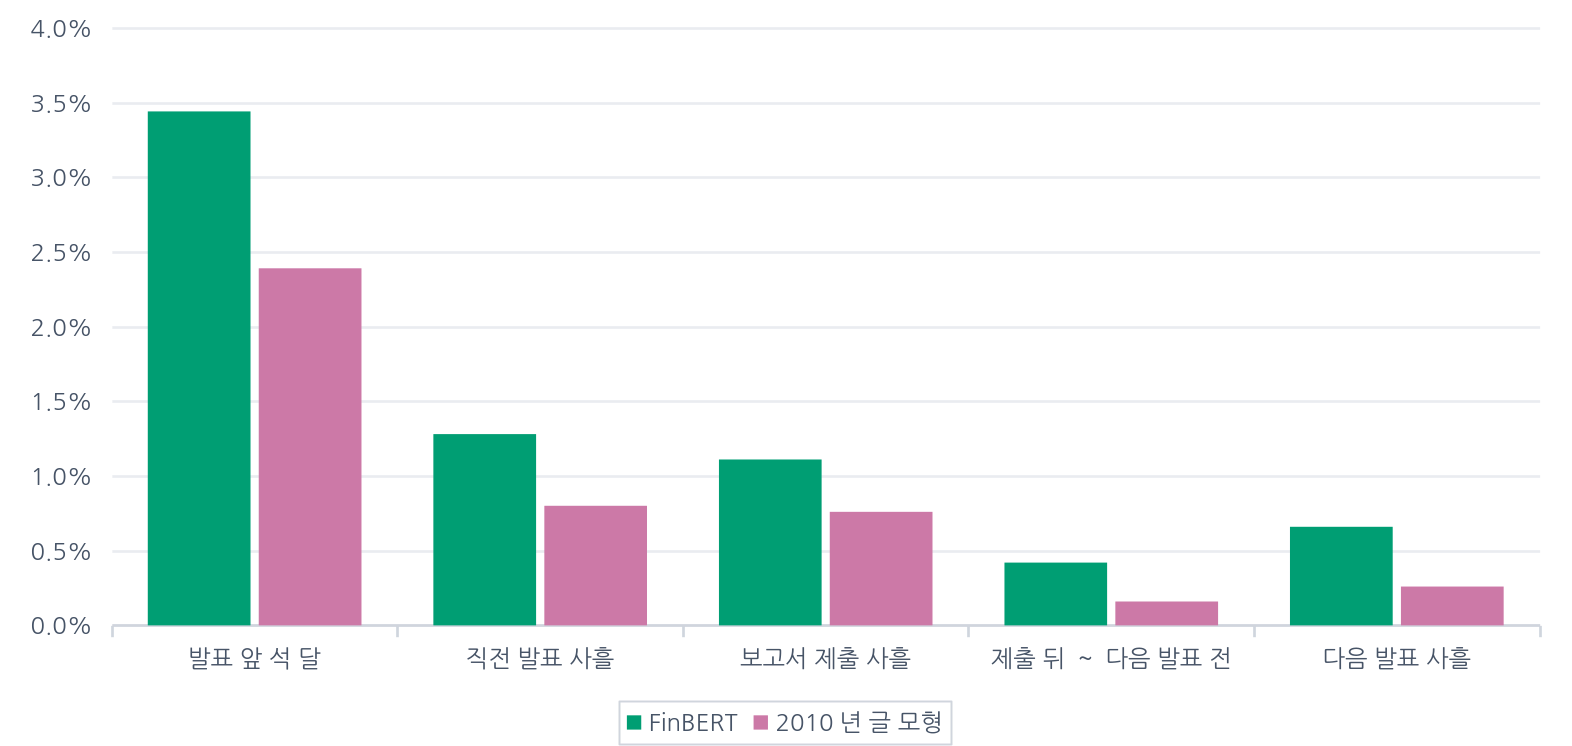 4.0%
3.5%
3.0%
2.5%
2.0%
1.5%
1.0%
0.5%
0.0%
발표 앞 석 달
직전 발표 사흘
보고서 제출 사흘
제출 뒤 ~ 다음 발표 전
다음 발표 사흘
FinBERT
2010 년 글 모형